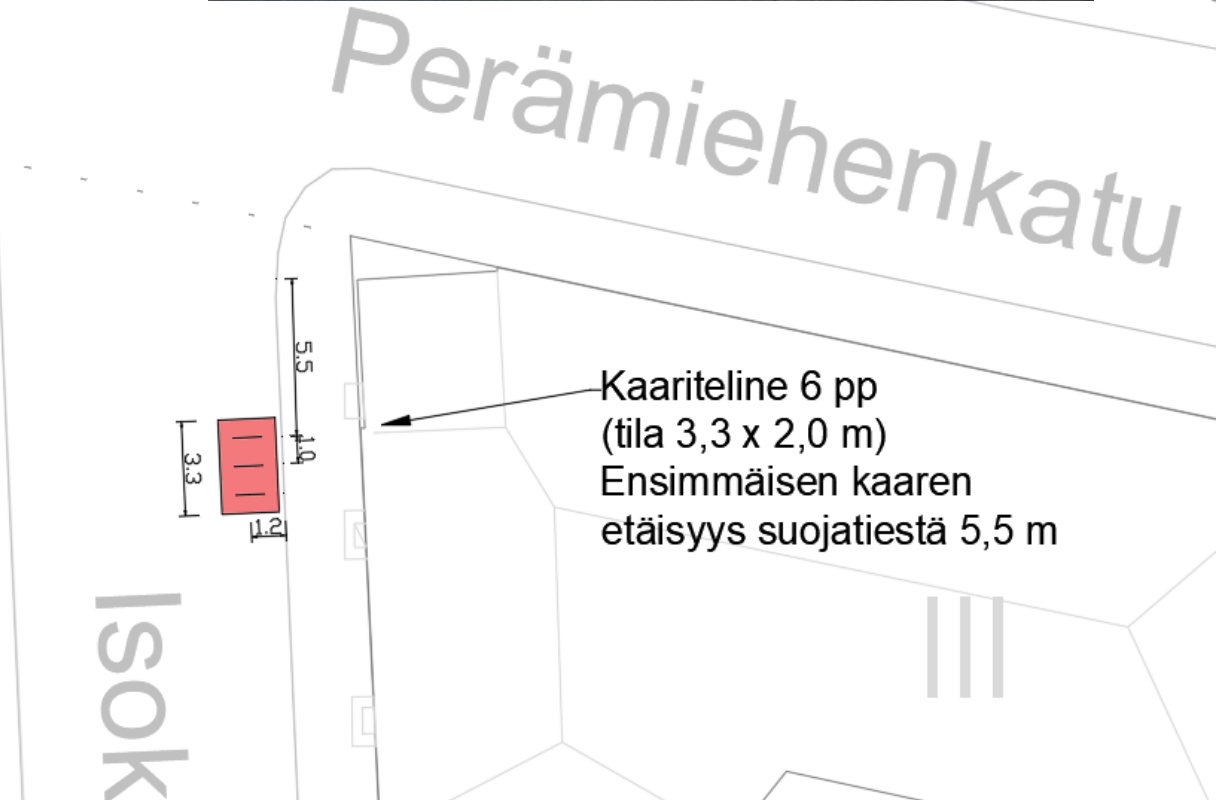 Perämiehenkatu
5.5
Kaariteline 6 pp
(tila 3,3 x 2,0 m)
Ensimmäisen kaaren
etäisyys suojatiestä 5,5 m
1.0
3.3
1.2
Isok
III